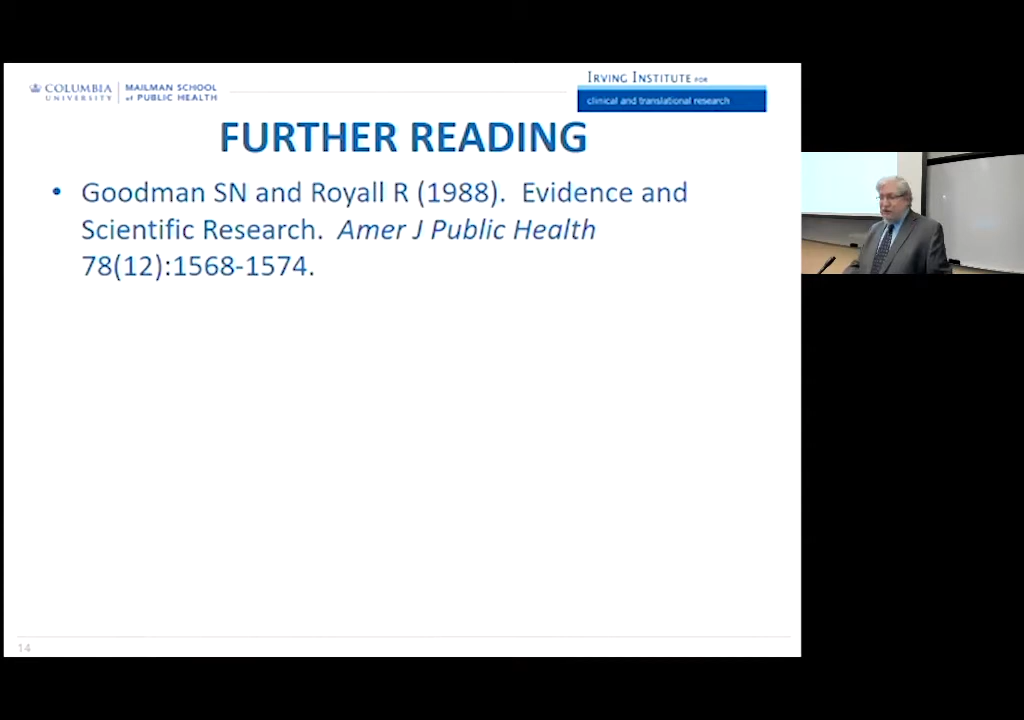 COLUMBIA UNIVERSITY
MAILMAN SCHOOL
of PUBLIC HEALTH
IRVING INSTITUTE FOR
clinical and translational research
FURTHER READING
• Goodman SN and Royall R (1988). Evidence and
Scientific Research. Amer J Public Health
78(12):1568-1574.
14